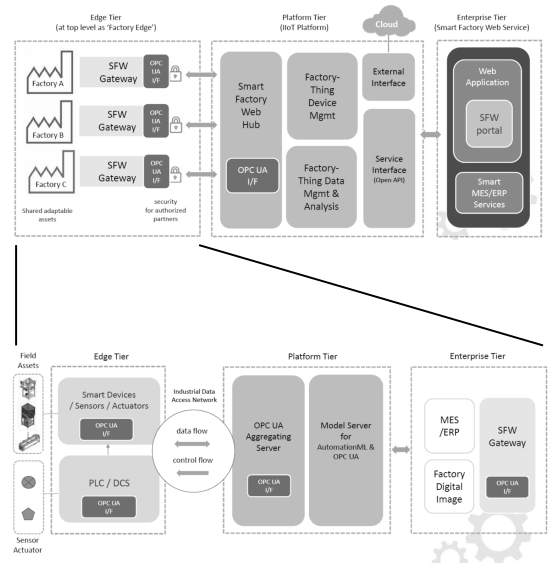 Edge Tier
(at top level as 'Factory Edge')
Platform Tier
(IIoT Platform)
Enterprise Tier
(Smart Factory Web Service)
Cloud
Factory A
SFW
Gateway
OPC
UA
I/F
Factory B
SFW
Gateway
OPC
UA
I/F
Factory C
SFW
Gateway
OPC
UA
I/F
Shared adaptable
assets
security
for authorized
partners
Smart
Factory
Web
Hub
OPC UA
I/F
Factory-
Thing
Device
Mgmt
Factory-
Thing Data
Mgmt
& Analysis
External
Interface
Service
Interface
(Open API)
Web
Application
SFW
portal
Smart
MES/ERP
Services
Field
Assets
Edge Tier
Platform Tier
Enterprise Tier
Smart Devices
/ Sensors / Actuators
OPC UA
I/F
PLC / DCS
OPC UA
I/F
Sensor
Actuator
Industrial Data
Access Network
data flow
control flow
OPC UA
Aggregating
Server
OPC UA
I/F
Model Server
for
AutomationML &
OPC UA
MES
/ERP
Factory
Digital
Image
SFW
Gateway
OPC UA
I/F